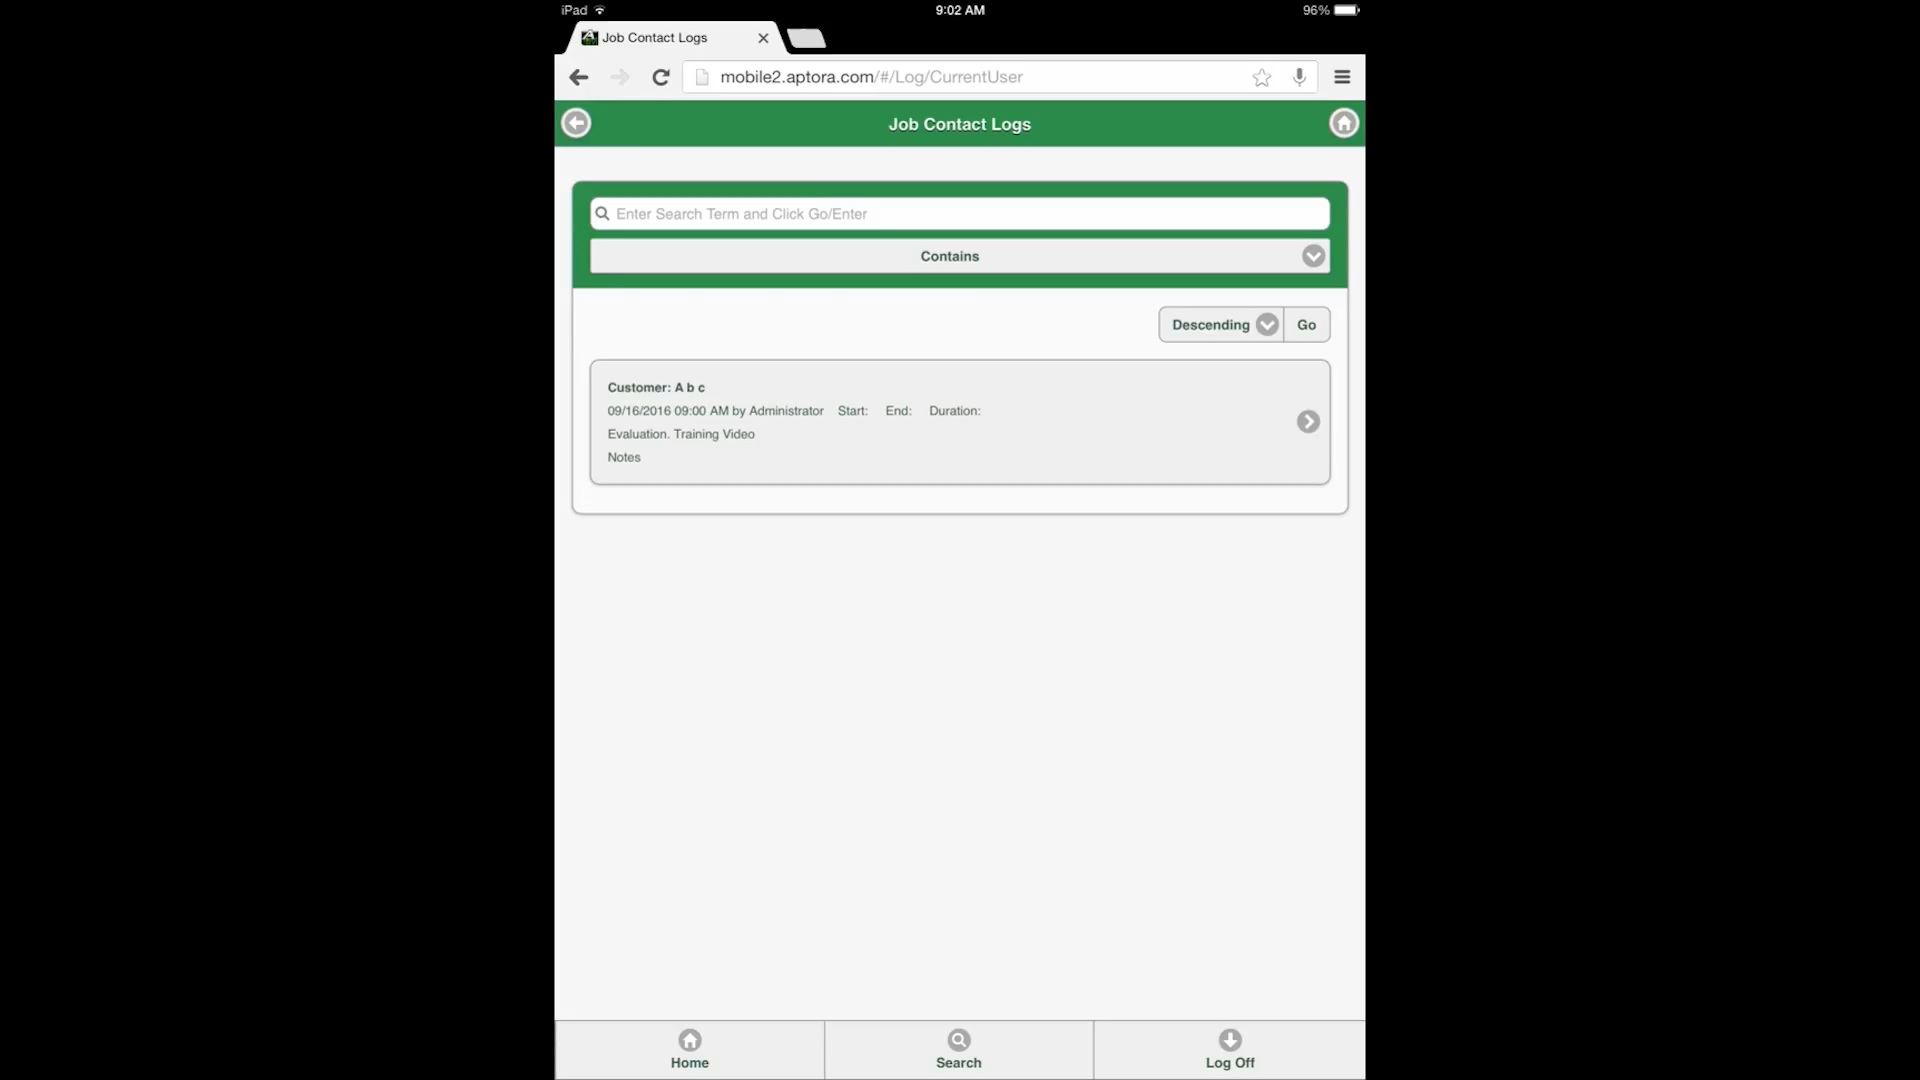 iPad 9:02 AM 96%
Job Contact Logs
mobile2.aptora.com/#/Log/CurrentUser
Job Contact Logs
Enter Search Term and Click Go/Enter
Contains
Descending Go
Customer: A b c
09/16/2016 09:00 AM by Administrator Start: End: Duration:
Evaluation. Training Video
Notes
Home Search Log Off